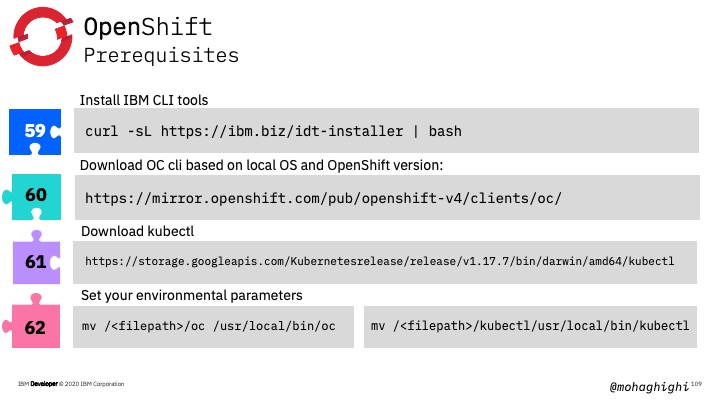 OpenShift
Prerequisites
Install IBM CLI tools
59
curl -sL https://ibm.biz/idt-installer | bash
Download OC cli based on local OS and OpenShift version:
60
https://mirror.openshift.com/pub/openshift-v4/clients/oc/
Download kubectl
61
https://storage.googleapis.com/Kubernetesrelease/release/v1.17.7/bin/darwin/amd64/kubectl
Set your environmental parameters
62
mv /<filepath>/oc /usr/local/bin/oc
mv /<filepath>/kubectl/usr/local/bin/kubectl
IBM Developer © 2020 IBM Corporation
@mohaghighi 109